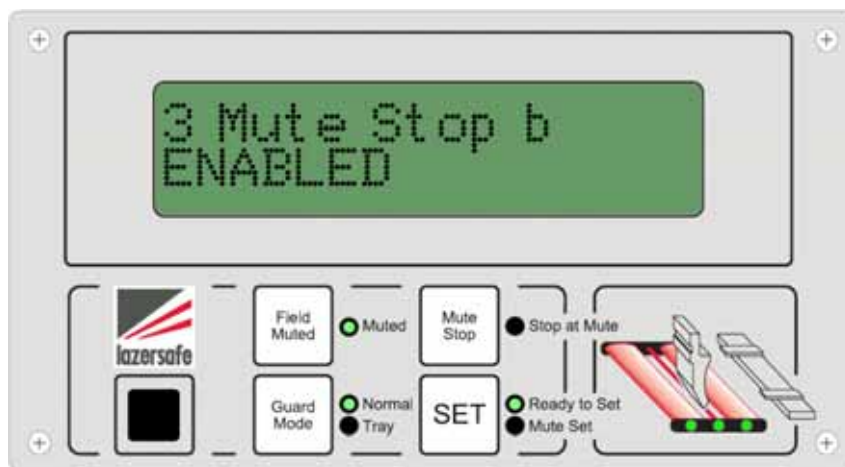 3 Mute Stop b
ENABLED
lazersafe
Field
Muted
Muted
Mute
Stop
Stop at Mute
Guard
Mode
Normal
Tray
SET
Ready to Set
Mute Set